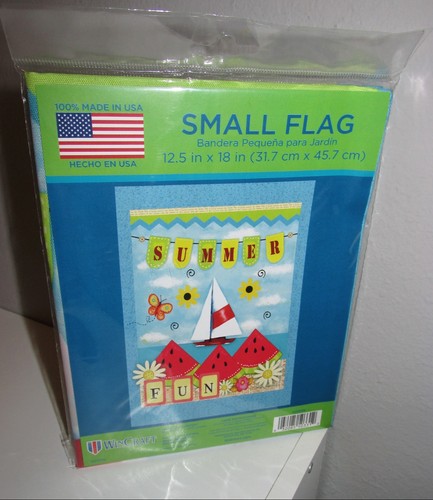 100% MADE IN USA
HECHO EN USA
SMALL FLAG
Bandera Pequeña para Jardín
12.5 in x 18 in (31.7 cm x 45.7 cm)
SUMMER
FUN